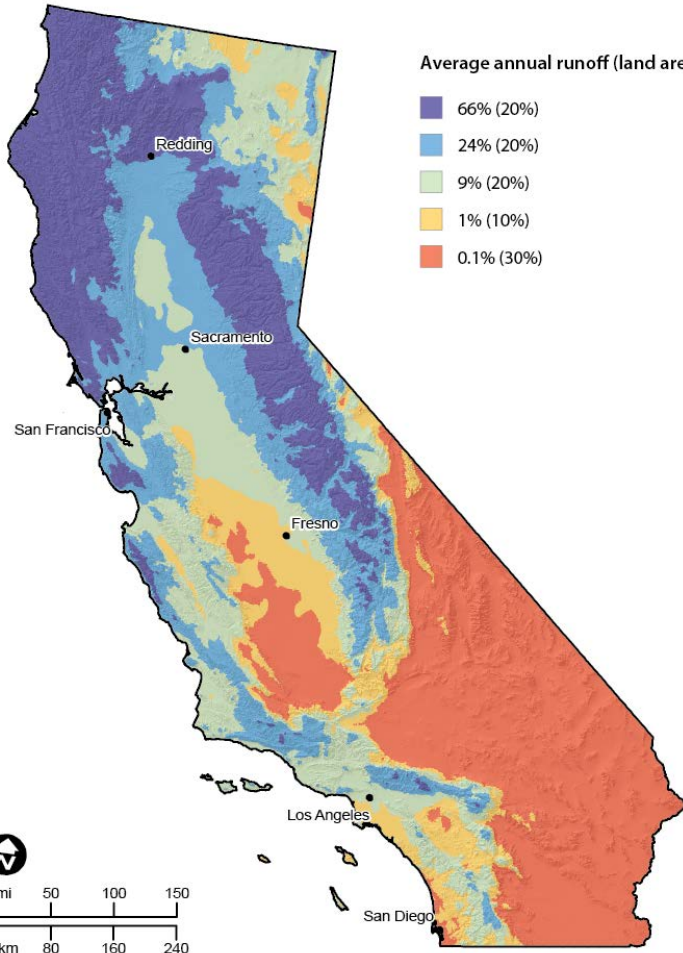 Average annual runoff (land
66% (20%)
24% (20%)
9% (20%)
1% (10%)
0.1% (30%)
Redding
Sacramento
San Francisco
Fresno
Los Angeles
San Diego
mi 50 100 150
km 80 160 240